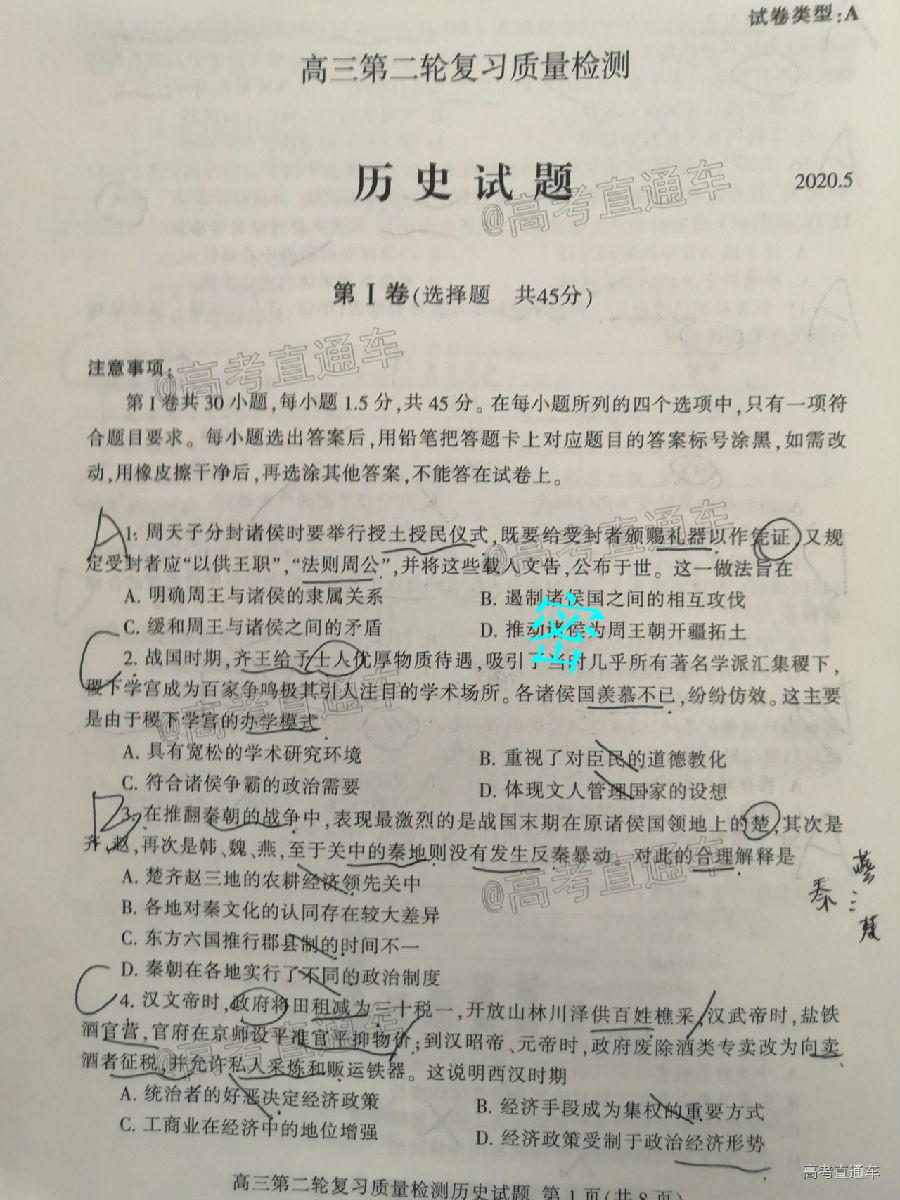 试卷类型:A
高三第二轮复习质量检测
历史试题
2020.5
@高考直通车
第Ⅰ卷(选择题 共45分)
注意事项:
@高考直通车
第Ⅰ卷共30小题,每小题1.5分,共45分。在每小题所列的四个选项中,只有一项符
合题目要求。每小题选出答案后,用铅笔把答题卡上对应题目的答案标号涂黑,如需改
动,用橡皮擦干净后,再选涂其他答案,不能答在试卷上。
A
1. 周天子分封诸侯时要举行授土授民仪式,既要给受封者颁赐礼器以作凭证,又规
定受封者应“以供王职”,“法则周公”,并将这些载入文告,公布于世。这一做法旨在
A. 明确周王与诸侯的隶属关系 B. 遏制诸侯国之间的相互攻伐
C. 缓和周王与诸侯之间的矛盾 D. 推动诸侯为周王朝开疆拓土
密
C
2. 战国时期,齐王给予士人优厚物质待遇,吸引了当时几乎所有著名学派汇集稷下,
稷下学宫成为百家争鸣极其引人注目的学术场所。各诸侯国羡慕不已,纷纷仿效。这主要
是由于稷下学宫的办学模式
@高考直通车
A. 具有宽松的学术研究环境 B. 重视了对臣民的道德教化
C. 符合诸侯争霸的政治需要 D. 体现文人管理国家的设想
B
3. 在推翻秦朝的战争中,表现最激烈的是战国末期在原诸侯国领地上的楚,其次是
齐、赵,再次是韩、魏、燕,至于关中的秦地则没有发生反秦暴动。对此的合理解释是
@高考直通车
A. 楚齐赵三地的农耕经济领先关中
B. 各地对秦文化的认同存在较大差异
C. 东方六国推行郡县制的时间不一
D. 秦朝在各地实行了不同的政治制度
秦
C
4. 汉文帝时,政府将田租减为三十税一,开放山林川泽供百姓樵采,汉武帝时,盐铁
酒官营,官府在京师设平准官平抑物价;到汉昭帝、元帝时,政府废除酒类专卖改为向卖
酒者征税,并允许私人采炼和贩运铁器。这说明西汉时期
@高考直通车
A. 统治者的好恶决定经济政策 B. 经济手段成为集权的重要方式
C. 工商业在经济中的地位增强 D. 经济政策受制于政治经济形势
高三第二轮复习质量检测历史试题 第1页(共8页)
高考直通车